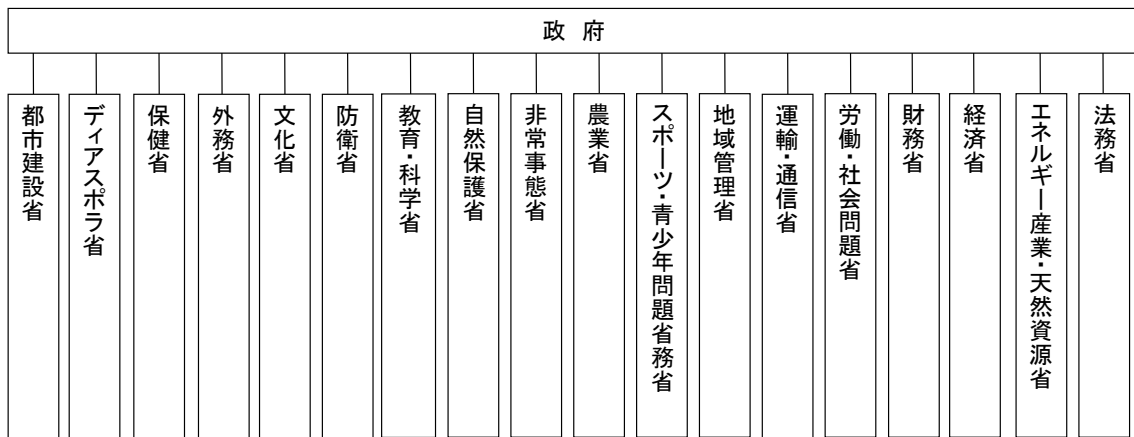 政府
都市建設省
ディアスポラ省
保健省
外務省
文化省
防衛省
教育・科学省
自然保護省
非常事態省
農業省
スポーツ・青少年問題省務省
地域管理省
運輸・通信省
労働・社会問題省
財務省
経済省
エネルギー産業・天然資源省
法務省